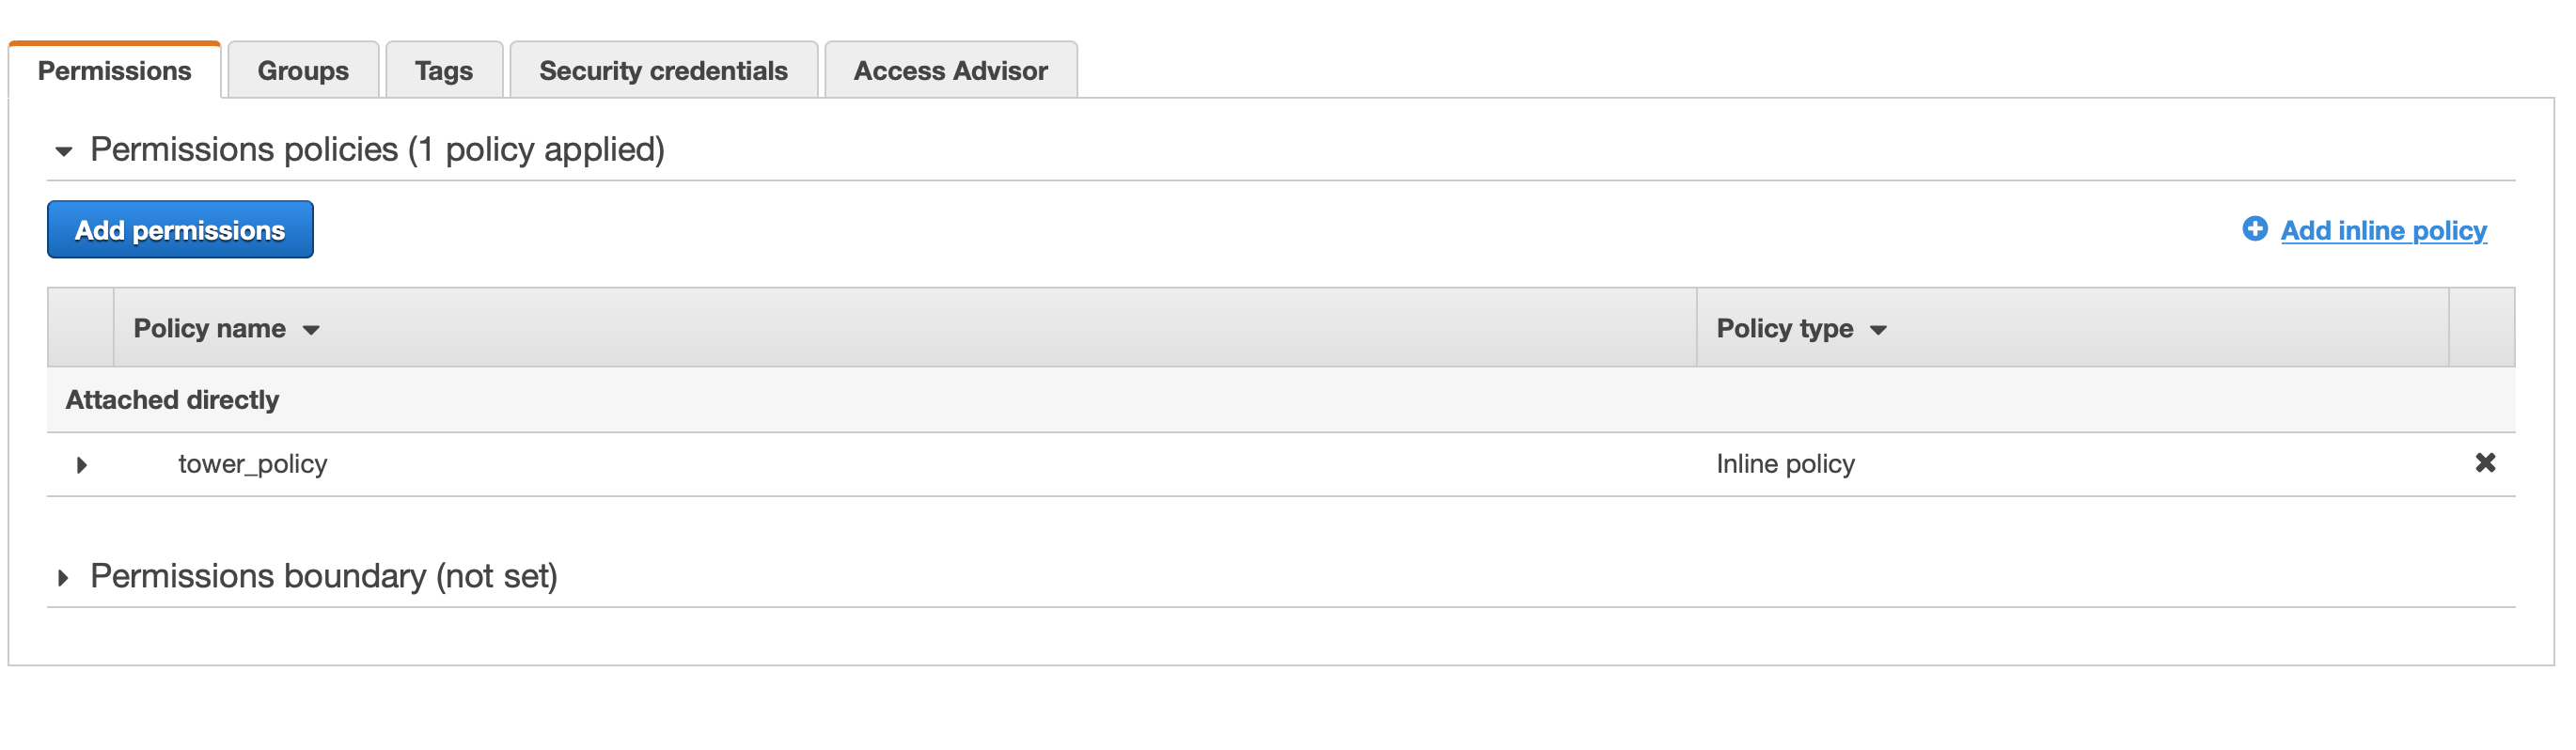 Permissions Groups Tags Security credentials Access Advisor
Permissions policies (1 policy applied)
Add permissions Add inline policy
Policy name Policy type
Attached directly
tower_policy Inline policy
Permissions boundary (not set)